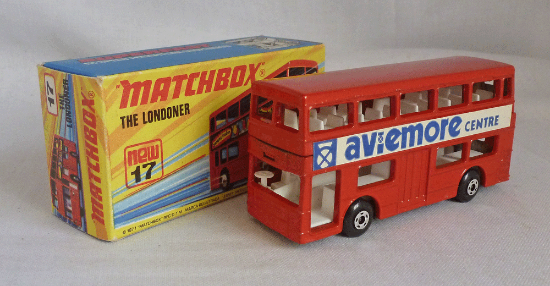 MATCHBOX®
THE LONDONER
new
17
17
THE
LONDONER
MATCHBOX
aviemore CENTRE